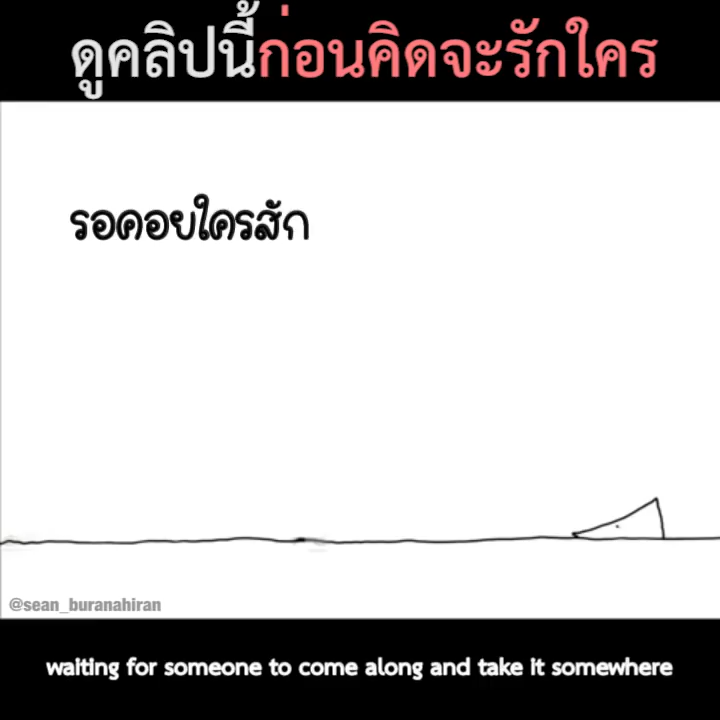 ดูคลิปนี้ก่อนคิดจะรักใคร
รอคอยใครสัก
@sean_buranahiran
waiting for someone to come along and take it somewhere